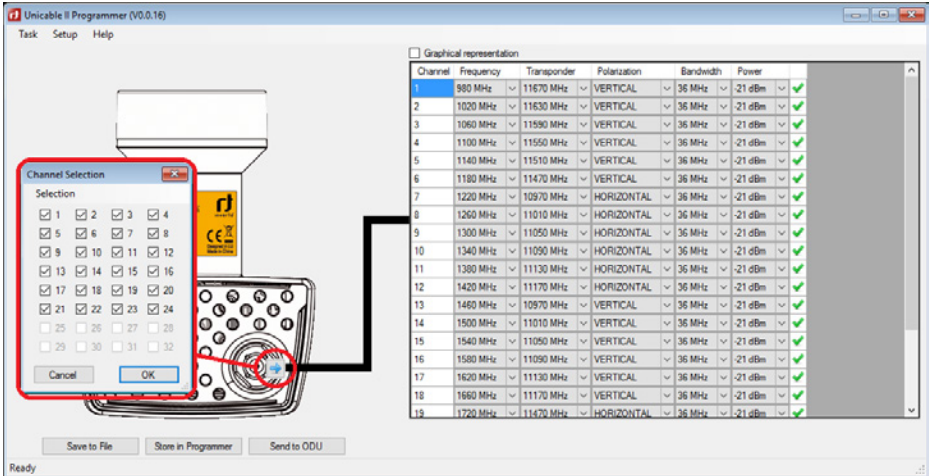 Unicable II Programmer (V0.0.16)
Task Setup Help
Graphical representation
Channel Frequency Transponder Polarization Bandwidth Power
1 980 MHz 11670 MHz VERTICAL 36 MHz -21 dBm
2 1020 MHz 11630 MHz VERTICAL 36 MHz -21 dBm
3 1060 MHz 11590 MHz VERTICAL 36 MHz -21 dBm
4 1100 MHz 11550 MHz VERTICAL 36 MHz -21 dBm
5 1140 MHz 11510 MHz VERTICAL 36 MHz -21 dBm
6 1180 MHz 11470 MHz VERTICAL 36 MHz -21 dBm
7 1220 MHz 10970 MHz HORIZONTAL 36 MHz -21 dBm
8 1260 MHz 11010 MHz HORIZONTAL 36 MHz -21 dBm
9 1300 MHz 11050 MHz HORIZONTAL 36 MHz -21 dBm
10 1340 MHz 11090 MHz HORIZONTAL 36 MHz -21 dBm
11 1380 MHz 11130 MHz HORIZONTAL 36 MHz -21 dBm
12 1420 MHz 11170 MHz HORIZONTAL 36 MHz -21 dBm
13 1460 MHz 10970 MHz VERTICAL 36 MHz -21 dBm
14 1500 MHz 11010 MHz VERTICAL 36 MHz -21 dBm
15 1540 MHz 11050 MHz VERTICAL 36 MHz -21 dBm
16 1580 MHz 11090 MHz VERTICAL 36 MHz -21 dBm
17 1620 MHz 11130 MHz VERTICAL 36 MHz -21 dBm
18 1660 MHz 11170 MHz VERTICAL 36 MHz -21 dBm
19 1720 MHz 11470 MHz HORIZONTAL 36 MHz -21 dBm
Channel Selection
Selection
1 2 3 4
5 6 7 8
9 10 11 12
13 14 15 16
17 18 19 20
21 22 23 24
25 26 27 28
29 30 31 32
Cancel OK
CE
Save to File Store in Programmer Send to ODU
Ready